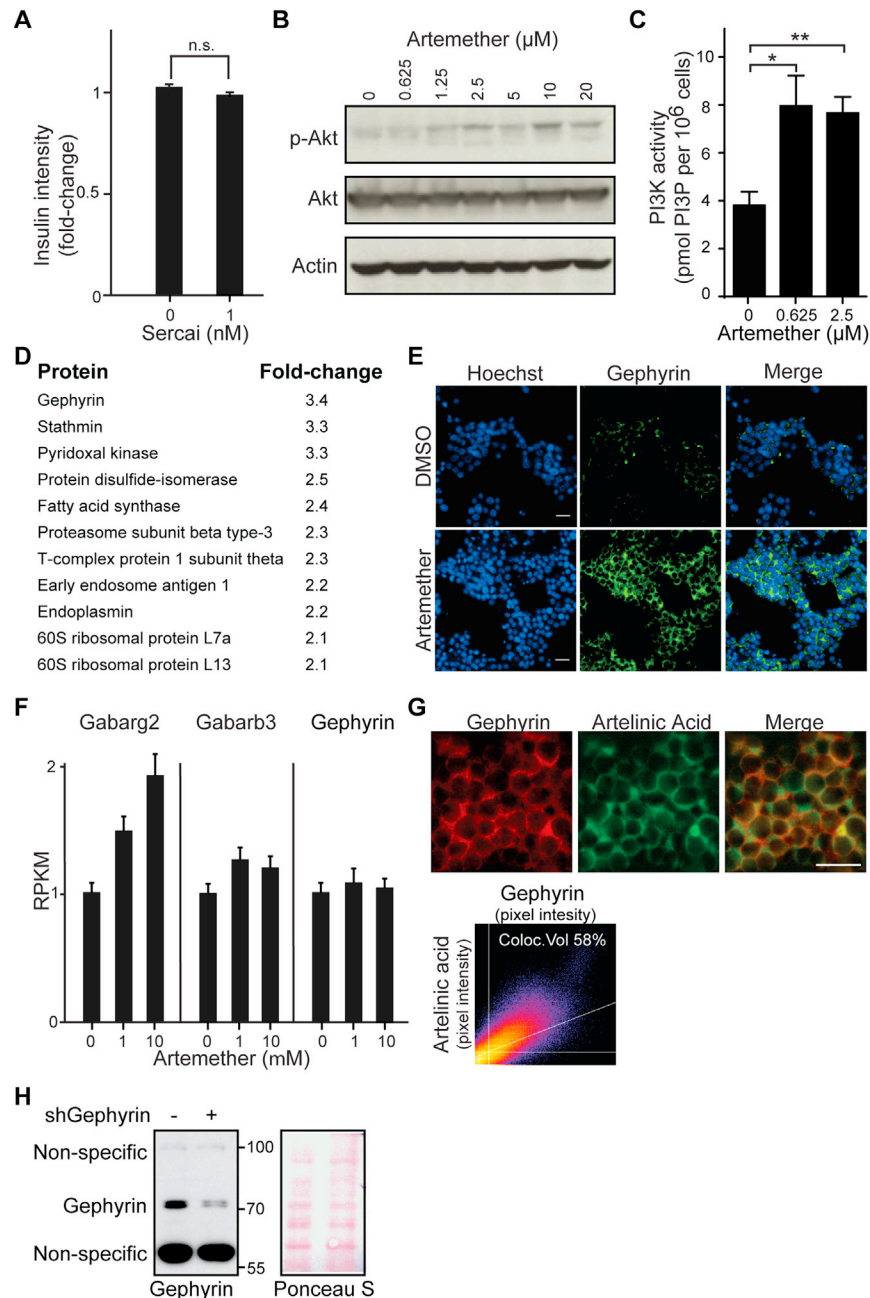 A
n.s.
1
0.5
0
Insulin intensity
(fold-change)
0 1
Sercai (nM)
B
Artemether (µM)
0 0.625 1.25 2.5 5 10 20
p-Akt
Akt
Actin
C
**
*
10
8
6
4
2
0
PI3K activity
(pmol PI3P per 10⁶ cells)
0 0.625 2.5
Artemether (µM)
D
Protein Fold-change
Gephyrin 3.4
Stathmin 3.3
Pyridoxal kinase 3.3
Protein disulfide-isomerase 2.5
Fatty acid synthase 2.4
Proteasome subunit beta type-3 2.3
T-complex protein 1 subunit theta 2.3
Early endosome antigen 1 2.2
Endoplasmin 2.2
60S ribosomal protein L7a 2.1
60S ribosomal protein L13 2.1
E
Hoechst Gephyrin Merge
DMSO
Artemether
F
Gabarg2 Gabarb3 Gephyrin
2
1
0
RPKM
0 1 10 0 1 10 0 1 10
Artemether (mM)
G
Gephyrin Artelinic Acid Merge
Gephyrin
(pixel intesity)
Coloc.Vol 58%
Artelinic acid
(pixel intensity)
H
shGephyrin - +
Non-specific 100
Gephyrin 70
Non-specific 55
Gephyrin Ponceau S